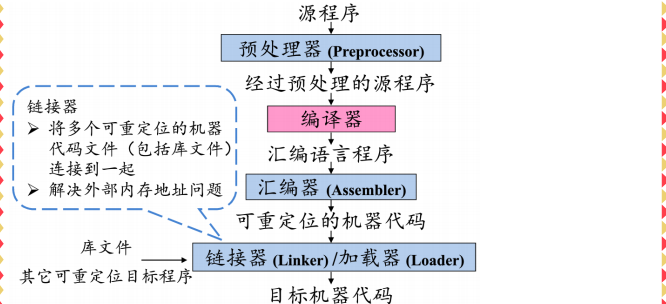 源程序
预处理器 (Preprocessor)
经过预处理的源程序
编译器
汇编语言程序
汇编器 (Assembler)
可重定位的机器代码
链接器
➢ 将多个可重定位的机器
代码文件（包括库文件）
连接到一起
➢ 解决外部内存地址问题
库文件
其它可重定位目标程序
链接器 (Linker) /加载器 (Loader)
目标机器代码